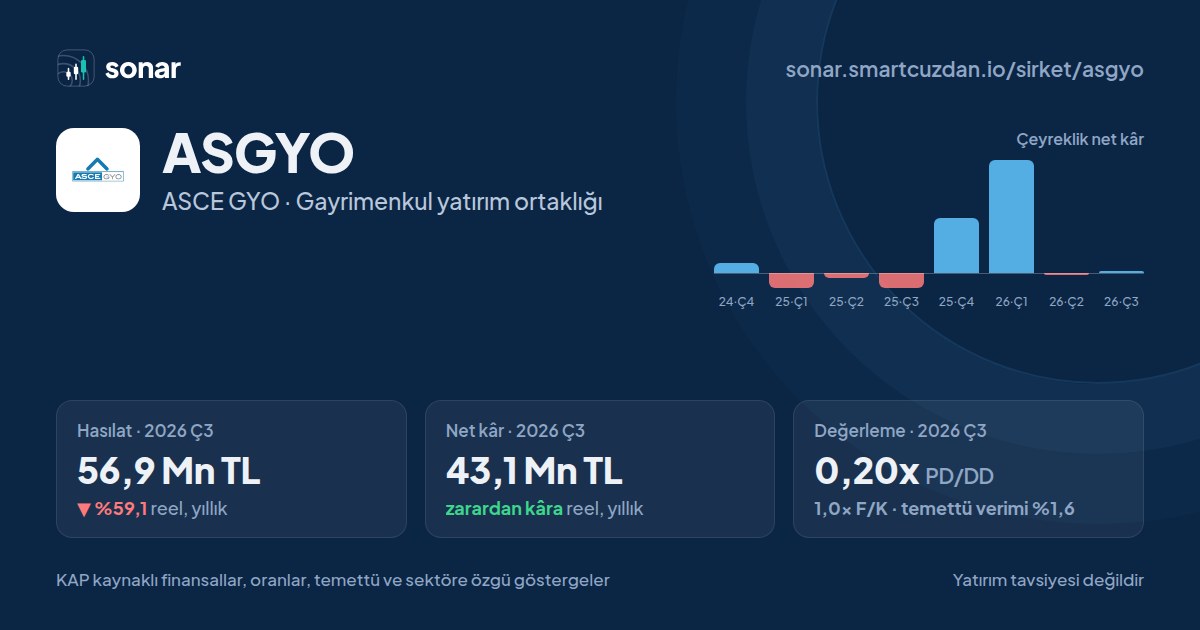 sonar
sonar.smartcuzdan.io/sirket/asgyo
ASCE GYO
ASGYO
ASCE GYO · Gayrimenkul yatırım ortaklığı
Çeyreklik net kâr
24·Ç4 25·Ç1 25·Ç2 25·Ç3 25·Ç4 26·Ç1 26·Ç2 26·Ç3
Hasılat · 2026 Ç3
56,9 Mn TL
▼ %59,1 reel, yıllık
Net kâr · 2026 Ç3
43,1 Mn TL
zarardan kâra reel, yıllık
Değerleme · 2026 Ç3
0,20x PD/DD
1,0x F/K · temettü verimi %1,6
KAP kaynaklı finansallar, oranlar, temettü ve sektöre özgü göstergeler
Yatırım tavsiyesi değildir